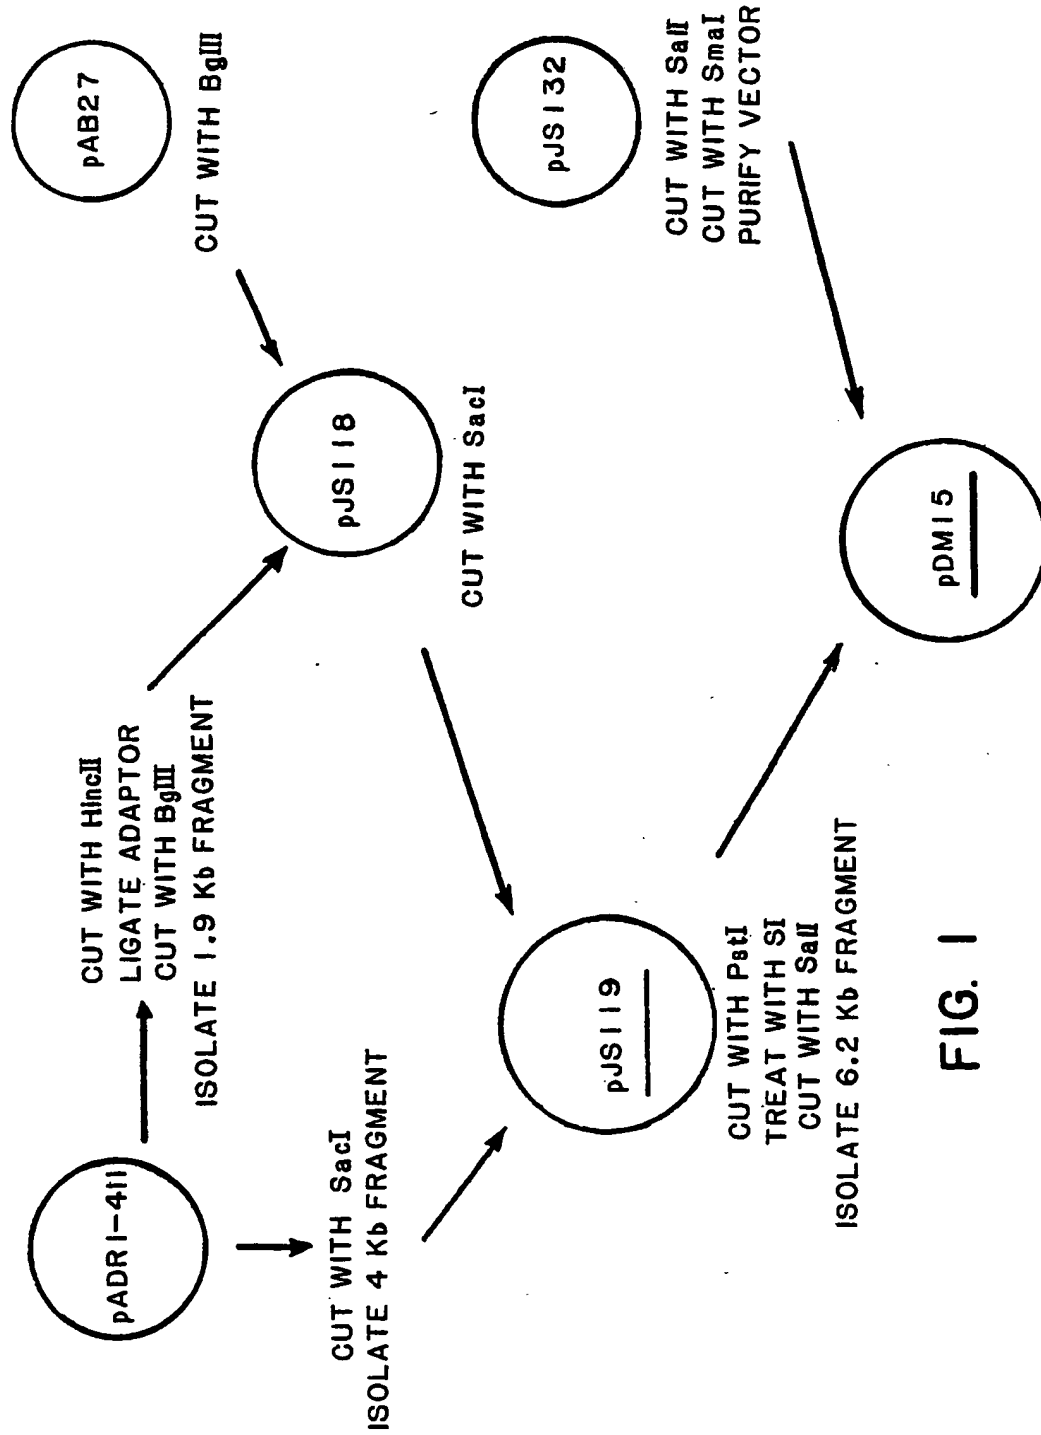 pADR1-411
CUT WITH HincII
LIGATE ADAPTOR
CUT WITH BglII
ISOLATE 1.9 Kb FRAGMENT
pAB27
CUT WITH BglII
CUT WITH SacI
ISOLATE 4 Kb FRAGMENT
pJS118
CUT WITH SacI
pJS132
CUT WITH SalI
CUT WITH SmaI
PURIFY VECTOR
pJS119
CUT WITH PstI
TREAT WITH S1
CUT WITH SalI
ISOLATE 6.2 Kb FRAGMENT
pDM15
FIG. 1